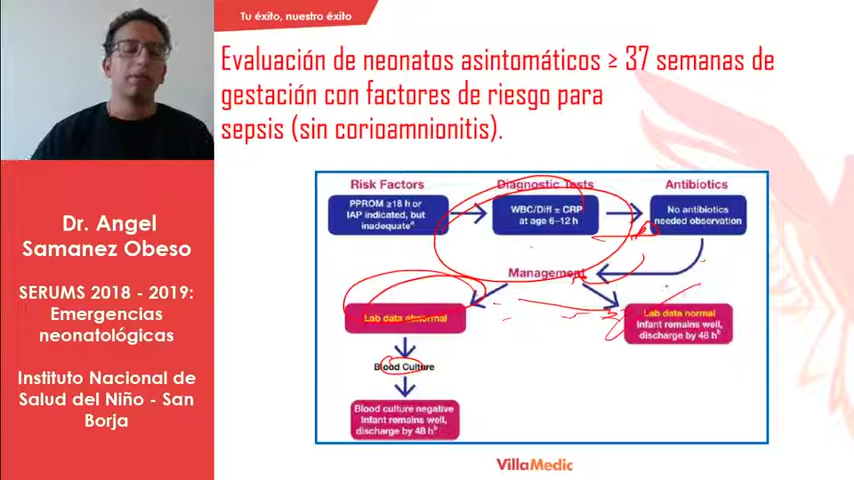 Tu éxito, nuestro éxito
Evaluación de neonatos asintomáticos ≥ 37 semanas de
gestación con factores de riesgo para
sepsis (sin corioamnionitis).
Dr. Angel
Samanez Obeso
SERUMS 2018 - 2019:
Emergencias
neonatológicas
Instituto Nacional de
Salud del Niño - San
Borja
Risk Factors
PPROM ≥18 h or
IAP indicated, but
inadequateᵃ
Diagnostic Tests
WBC/Diff ± CRP
at age 6–12 h
Antibiotics
No antibiotics
needed observation
Management
Lab data abnormal
Blood Culture
Blood culture negative
infant remains well,
discharge by 48 hᵇ
Lab data normal
Infant remains well,
discharge by 48 hᵇ
VillaMedic